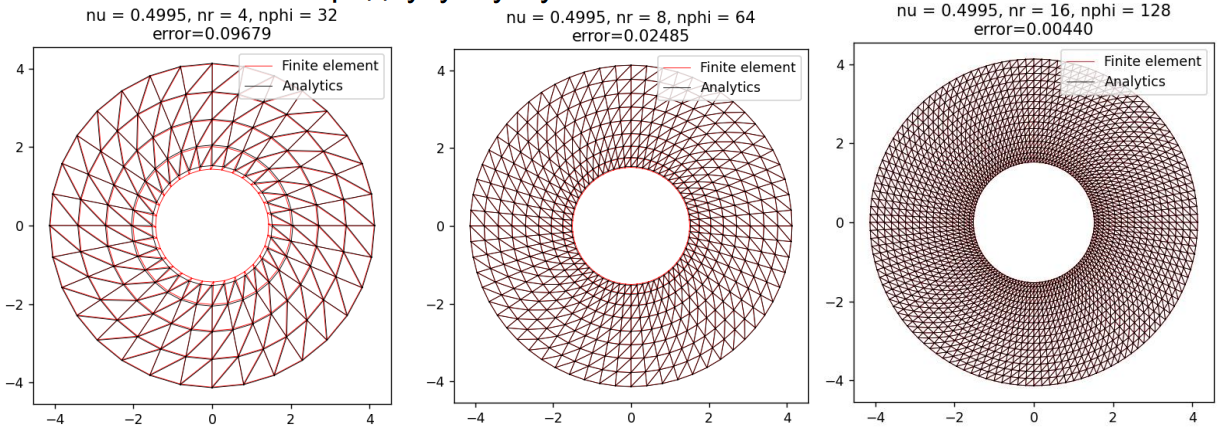 nu = 0.4995, nr = 4, nphi = 32
error=0.09679
Finite element
Analytics
4
2
0
−2
−4
−4
−2
0
2
4
nu = 0.4995, nr = 8, nphi = 64
error=0.02485
Finite element
Analytics
4
2
0
−2
−4
−4
−2
0
2
4
nu = 0.4995, nr = 16, nphi = 128
error=0.00440
Finite element
Analytics
4
2
0
−2
−4
−4
−2
0
2
4